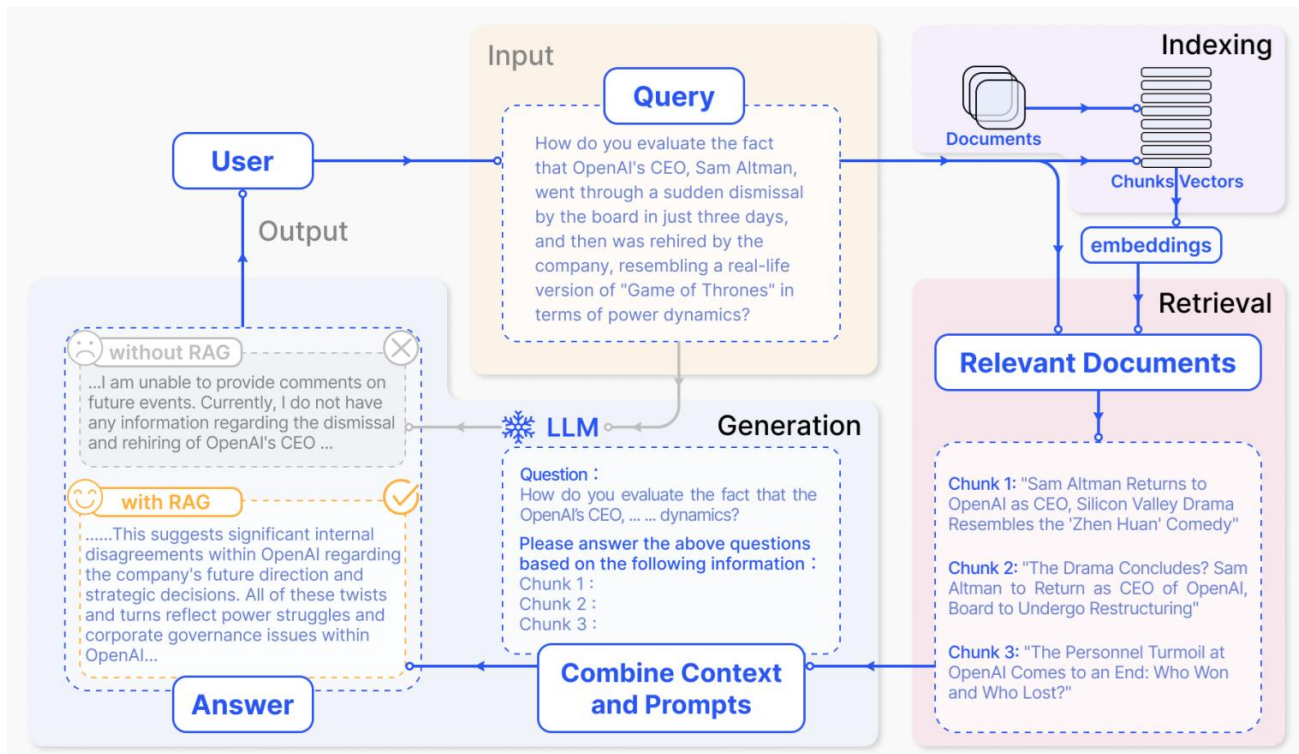 Input
Query
How do you evaluate the fact
that OpenAI's CEO, Sam Altman,
went through a sudden dismissal
by the board in just three days,
and then was rehired by the
company, resembling a real-life
version of "Game of Thrones" in
terms of power dynamics?
Indexing
Documents
Chunks Vectors
embeddings
User
Output
Retrieval
Relevant Documents
Chunk 1: "Sam Altman Returns to
OpenAI as CEO, Silicon Valley Drama
Resembles the 'Zhen Huan' Comedy"
Chunk 2: "The Drama Concludes? Sam
Altman to Return as CEO of OpenAI,
Board to Undergo Restructuring"
Chunk 3: "The Personnel Turmoil at
OpenAI Comes to an End: Who Won
and Who Lost?"
LLM
Generation
Question :
How do you evaluate the fact that the
OpenAI's CEO, ... ... dynamics?
Please answer the above questions
based on the following information :
Chunk 1 :
Chunk 2 :
Chunk 3 :
Combine Context
and Prompts
without RAG
...I am unable to provide comments on
future events. Currently, I do not have
any information regarding the dismissal
and rehiring of OpenAI's CEO ...
with RAG
......This suggests significant internal
disagreements within OpenAI regarding
the company's future direction and
strategic decisions. All of these twists
and turns reflect power struggles and
corporate governance issues within
OpenAI...
Answer